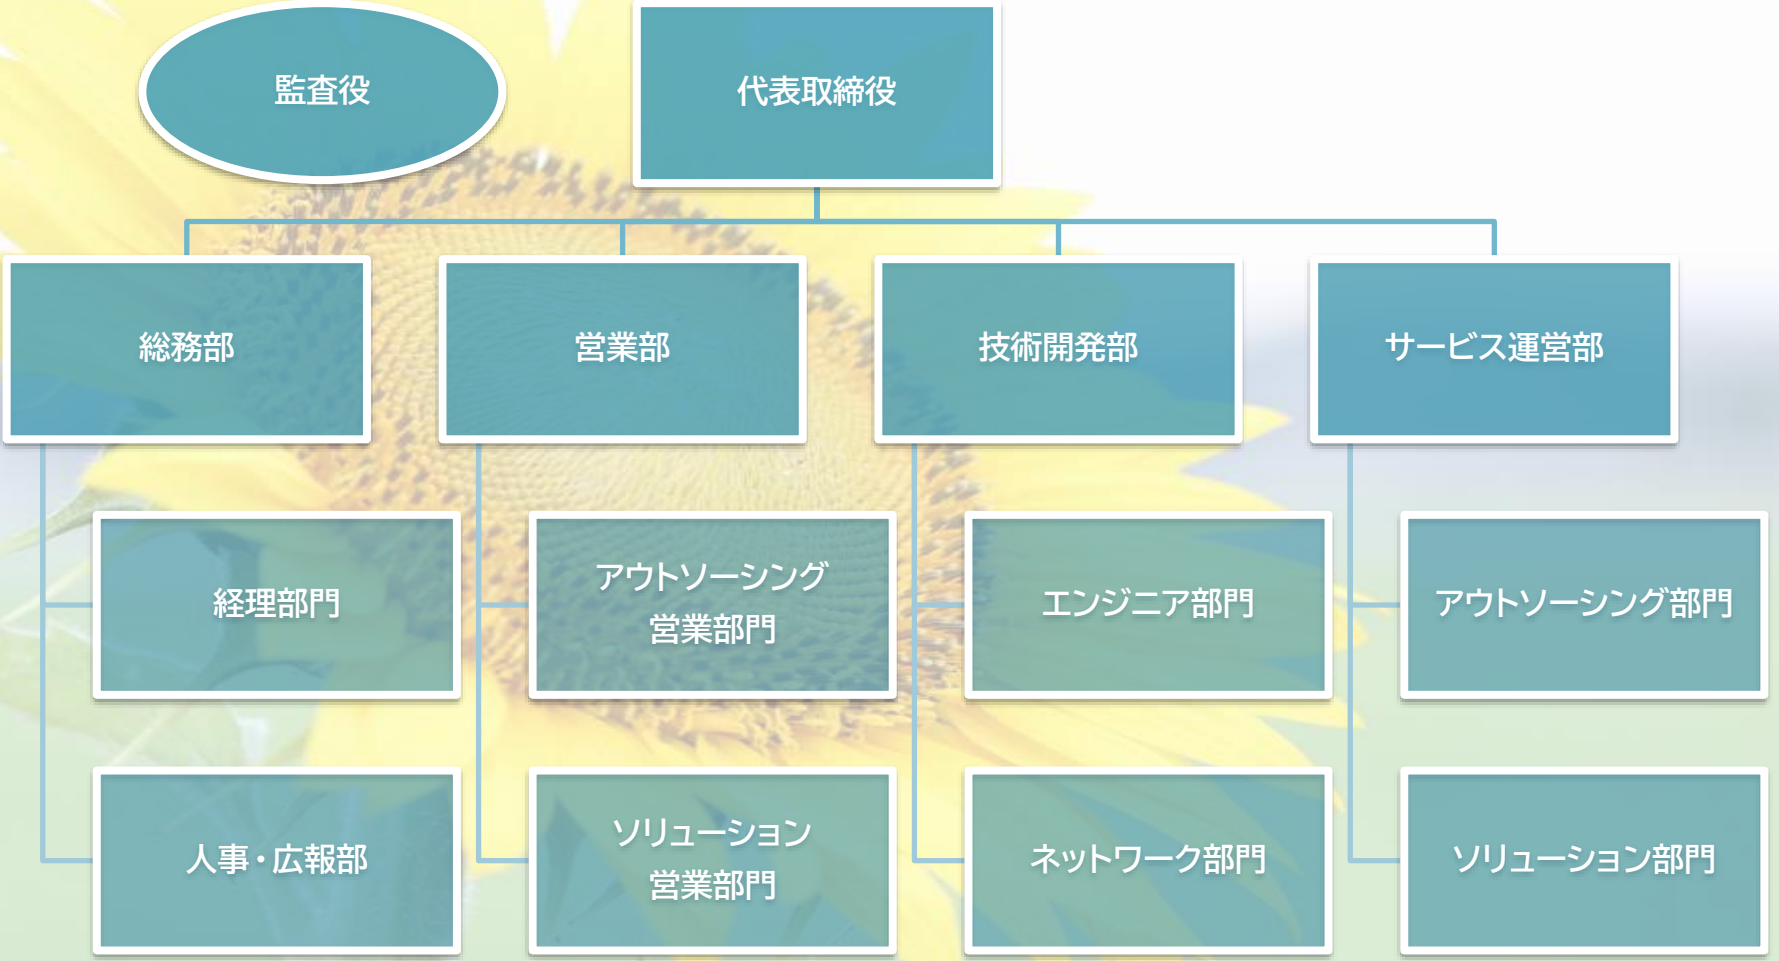 監査役
代表取締役
総務部
営業部
技術開発部
サービス運営部
経理部門
アウトソーシング
営業部門
エンジニア部門
アウトソーシング部門
人事・広報部
ソリューション
営業部門
ネットワーク部門
ソリューション部門